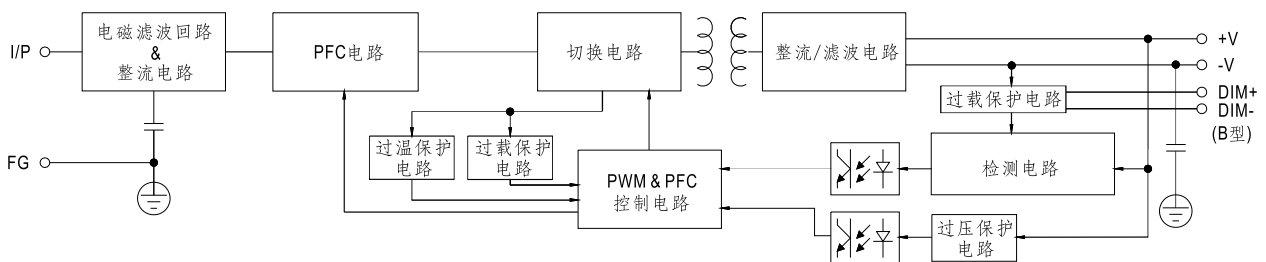 I/P
电磁滤波回路
&
整流电路
PFC电路
切换电路
整流/滤波电路
+V
-V
过载保护电路
DIM+
DIM-
(B型)
FG
过温保护
电路
过载保护
电路
PWM & PFC
控制电路
检测电路
过压保护
电路